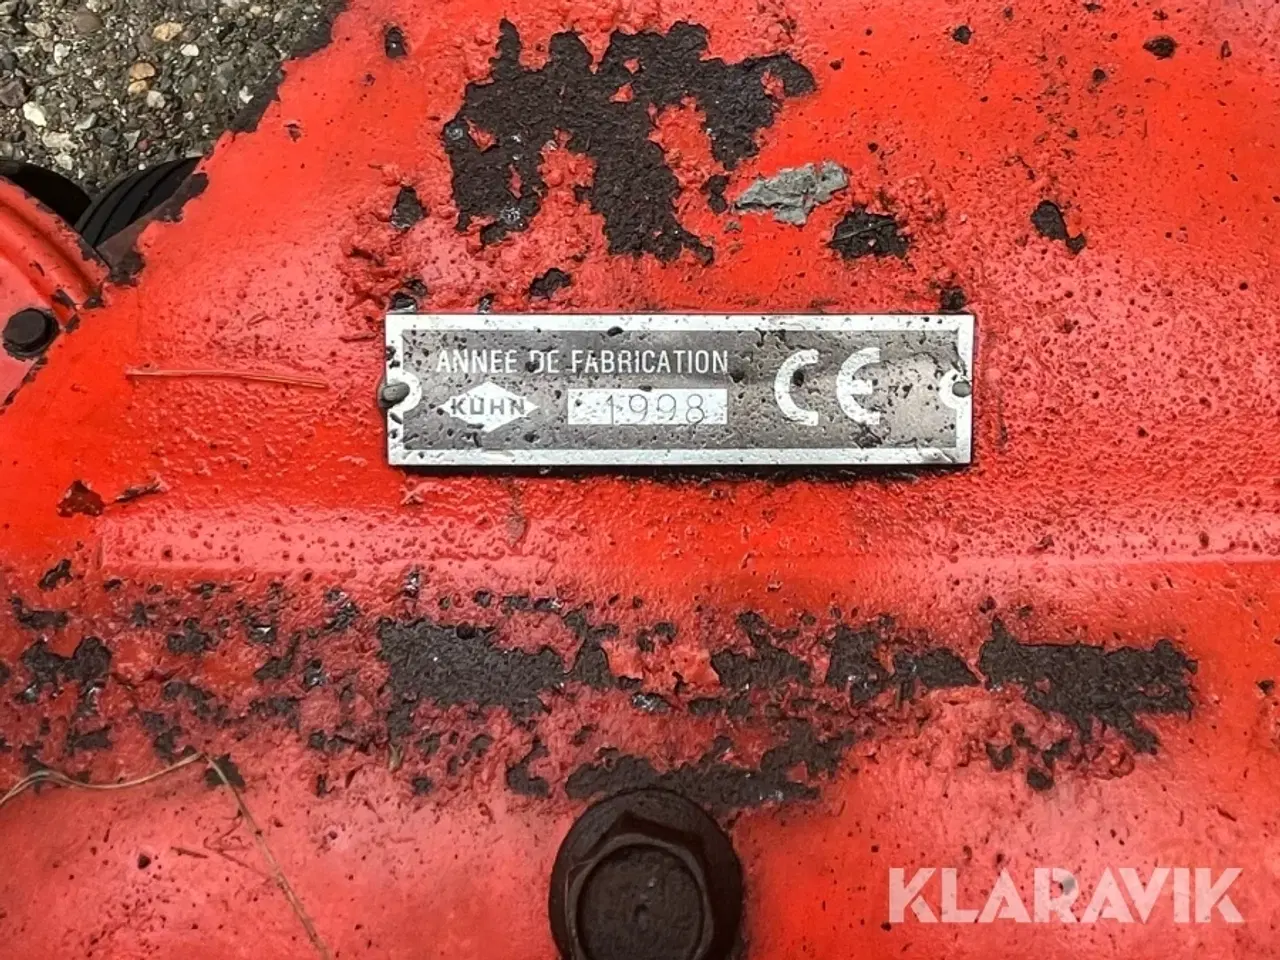 ANNEE DE FABRICATION
KUHN 1998 CE
KLARAVIK